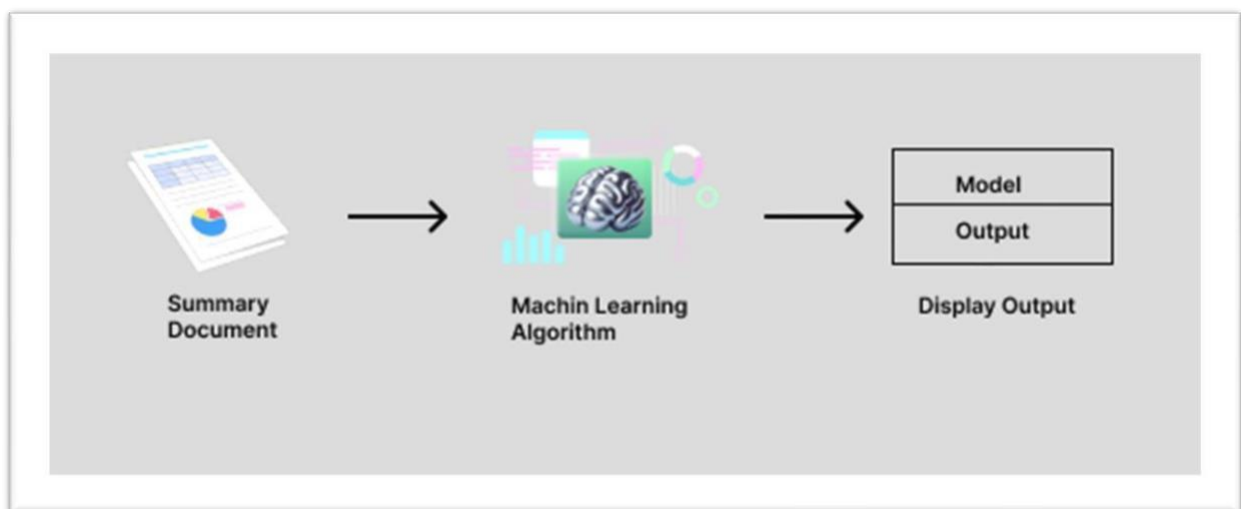 Model
Output
Summary
Document
Machin Learning
Algorithm
Display Output